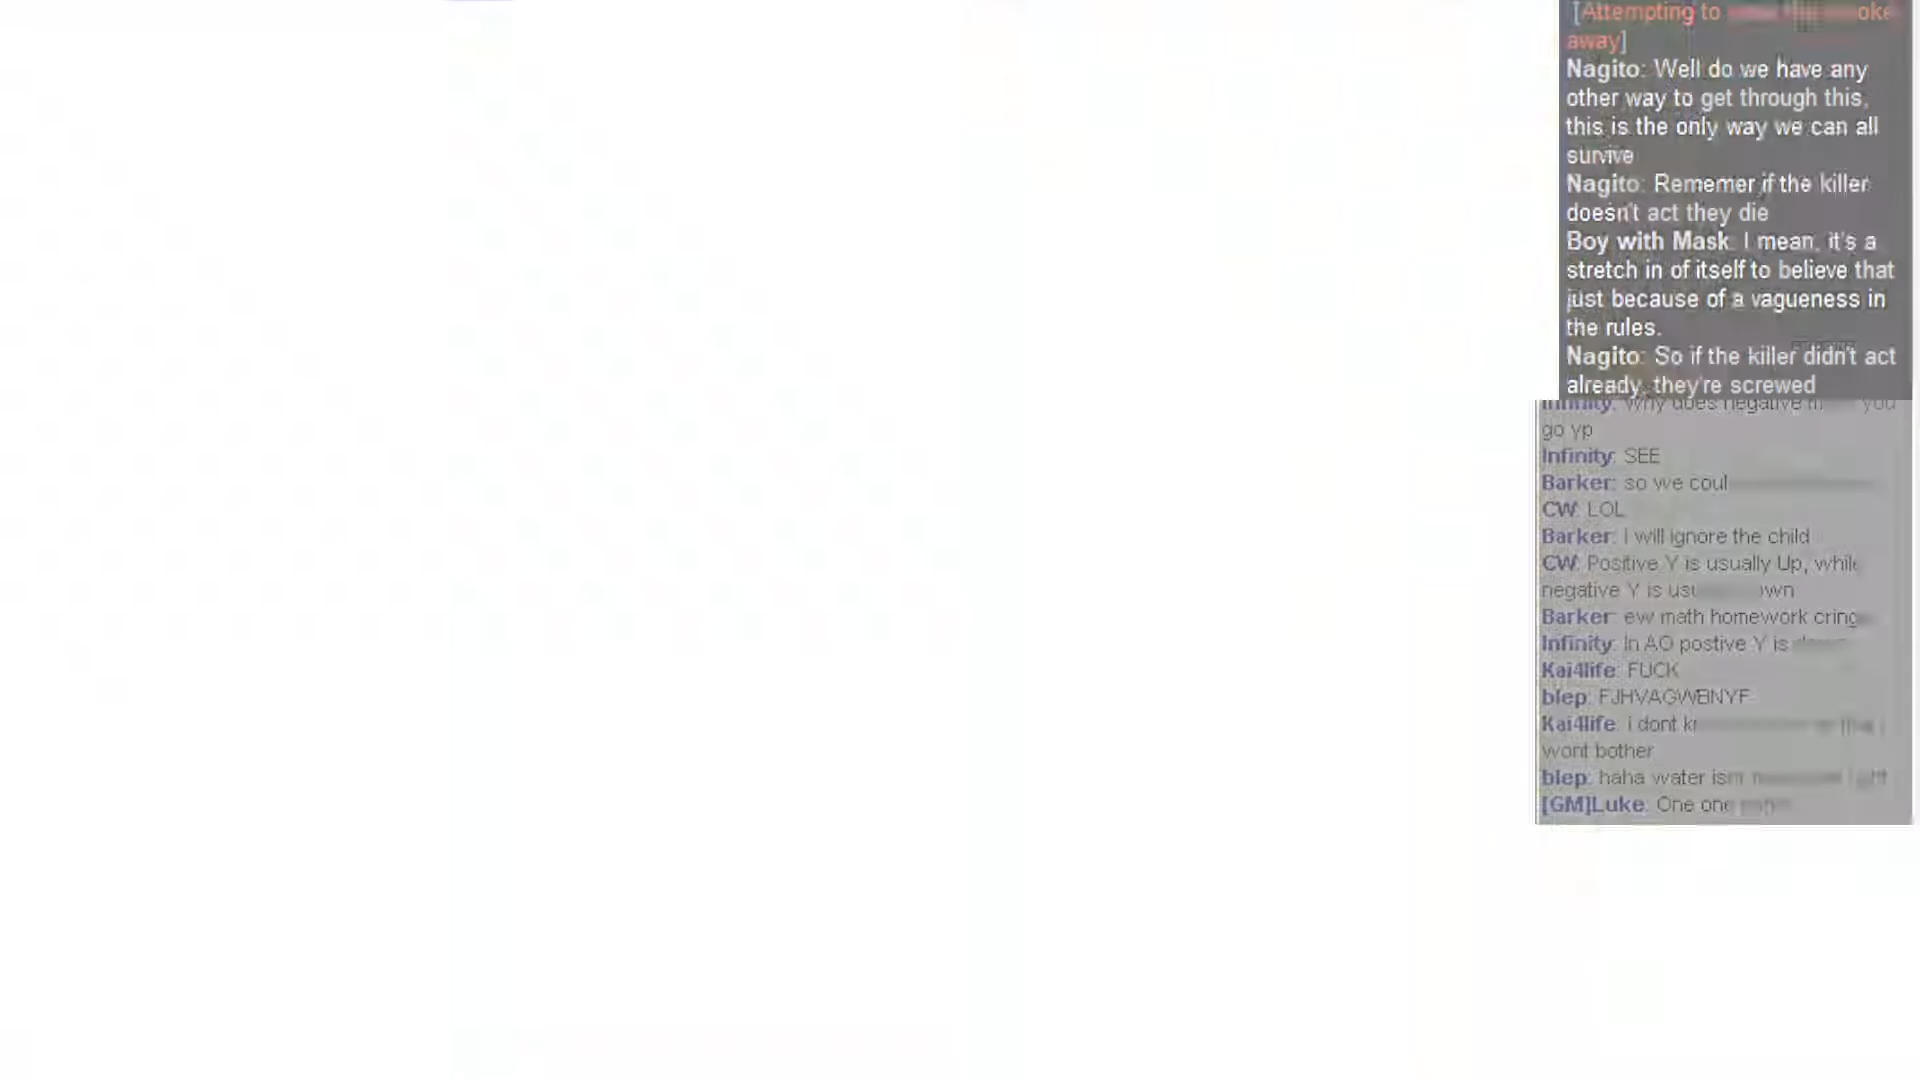 [Attempting to
away]
Nagito: Well do we have any
other way to get through this,
this is the only way we can all
survive
Nagito: Rememer if the killer
doesn't act they die
Boy with Mask: I mean, it's a
stretch in of itself to believe that
just because of a vagueness in
the rules.
Nagito: So if the killer didn't act
already, they're screwed
Infinity: Why does negative you
go yp
Infinity: SEE
Barker: so we coul
CW: LOL
Barker: I will ignore the child
CW: Positive Y is usually Up, while
negative Y is
Barker: ew math homework cring
Infinity: In AO postive Y is
Kai4life: FUCK
blep: FJHVAGWBNYF
Kai4life: i dont
wont bother
blep: haha water
[GM]Luke: One one